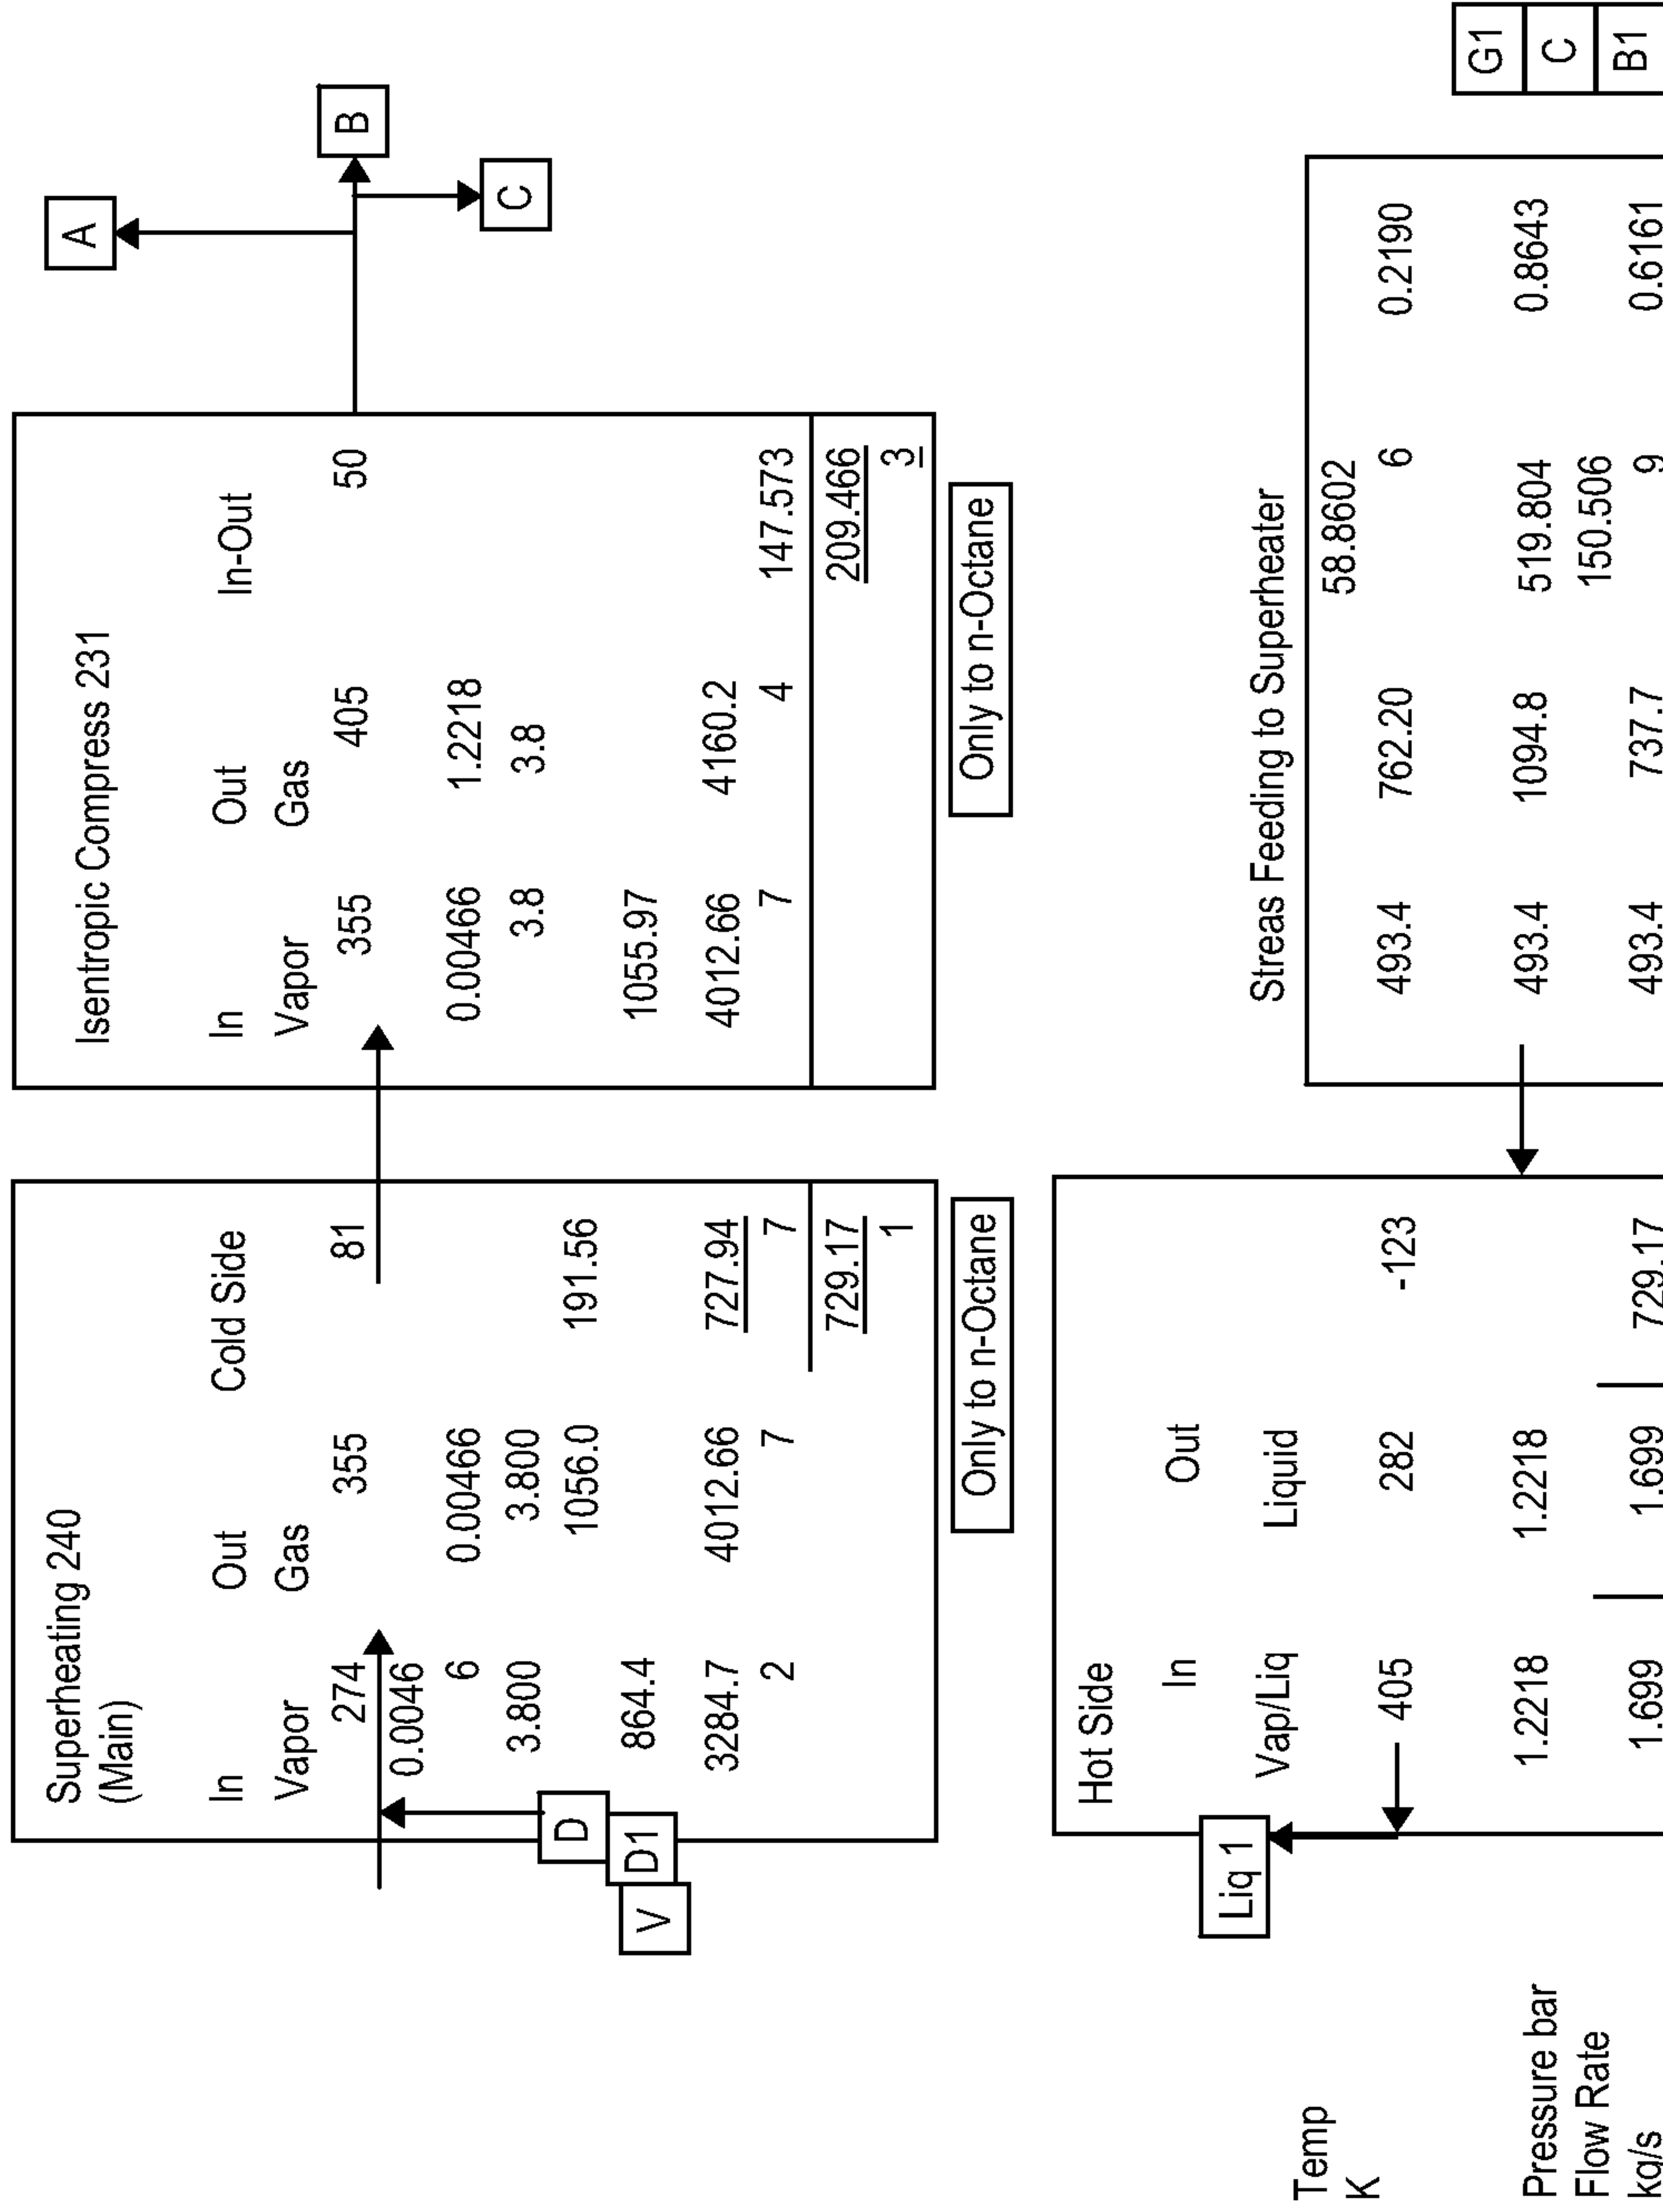 Superheating 240
(Main)
In Out Cold Side
Vapor Gas
274 355 81
0.0046
6 0.00466
3.800 3.800
1056.0 191.56
864.4
3284.7 4012.66 727.94
2 7 7
729.17
1
D
D1
V
Only to n-Octane
Isentropic Compress 231
In Out In-Out
Vapor Gas
355 405 50
0.00466 1.2218
3.8 3.8
1055.97
4012.66 4160.2
7 4 147.573
209.466
3
Only to n-Octane
A
B
C
Hot Side
In Out
Liq 1
Vap/Liq Liquid
Temp
K
405 282 -123
Pressure bar 1.2218 1.2218
Flow Rate
kg/s 1.699 1.699 729.17
Streas Feeding to Superheater
58.8602
493.4 762.20 6 0.2190
493.4 1094.8 519.804 0.8643
150.506
493.4 737.7 9 0.6161
G1
C
B1